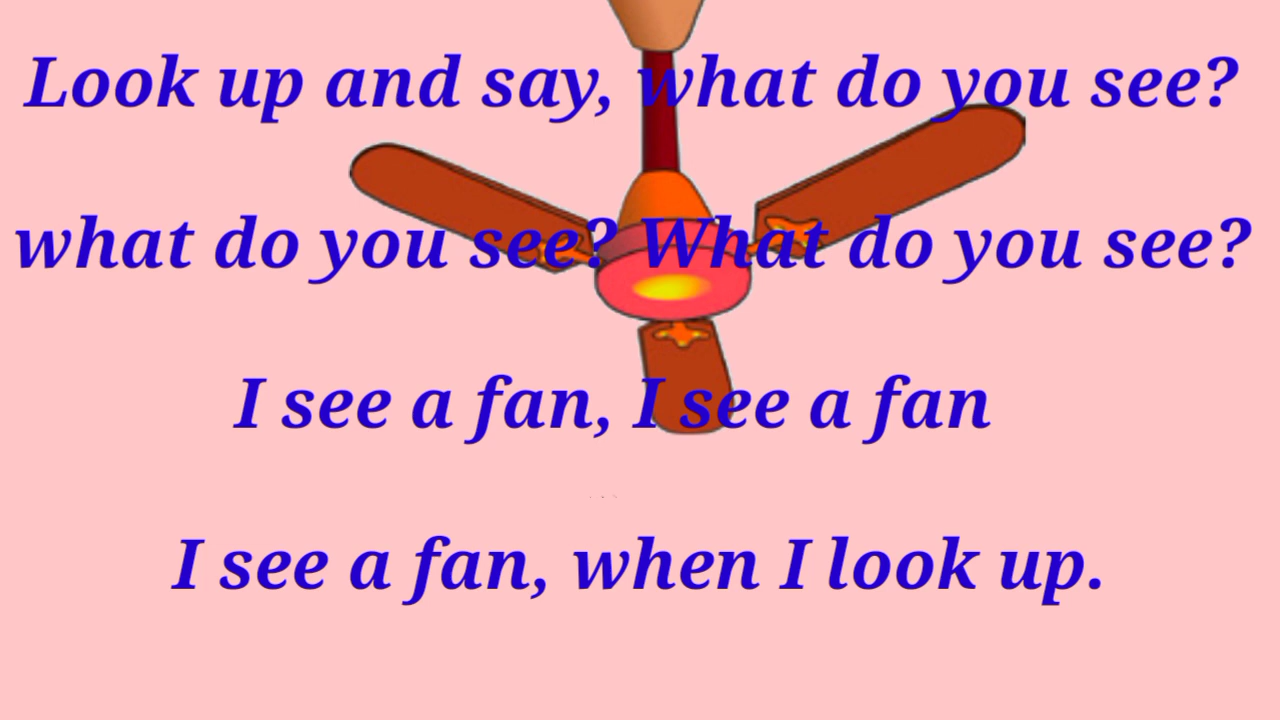 Look up and say, what do you see?
what do you see? What do you see?
I see a fan, I see a fan
I see a fan, when I look up.